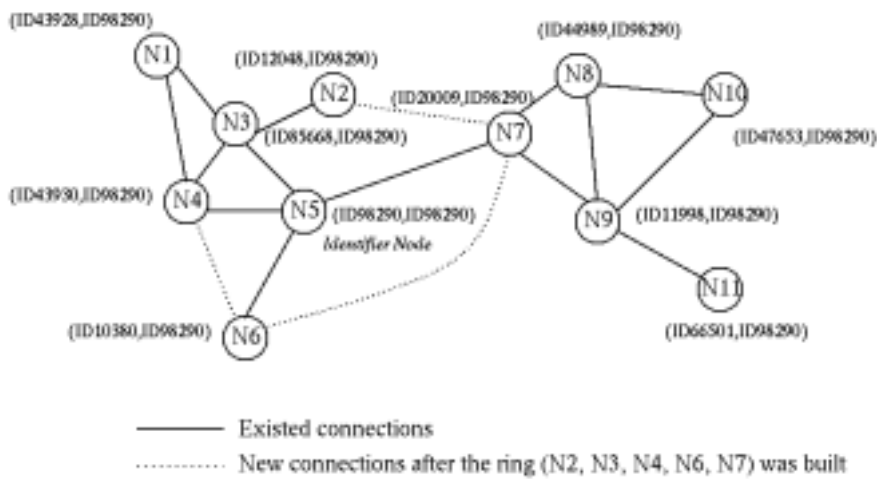 (ID43928,ID98290)
N1
(ID12048,ID98290)
N2
(ID44989,ID98290)
N8
(ID20009,ID98290)
N10
N3
(ID85668,ID98290)
N7
(ID47653,ID98290)
(ID43930,ID98290)
N4
N5
(ID98290,ID98290)
Identifier Node
N9
(ID11998,ID98290)
N11
(ID66501,ID98290)
(ID10380,ID98290)
N6
Existed connections
New connections after the ring (N2, N3, N4, N6, N7) was built